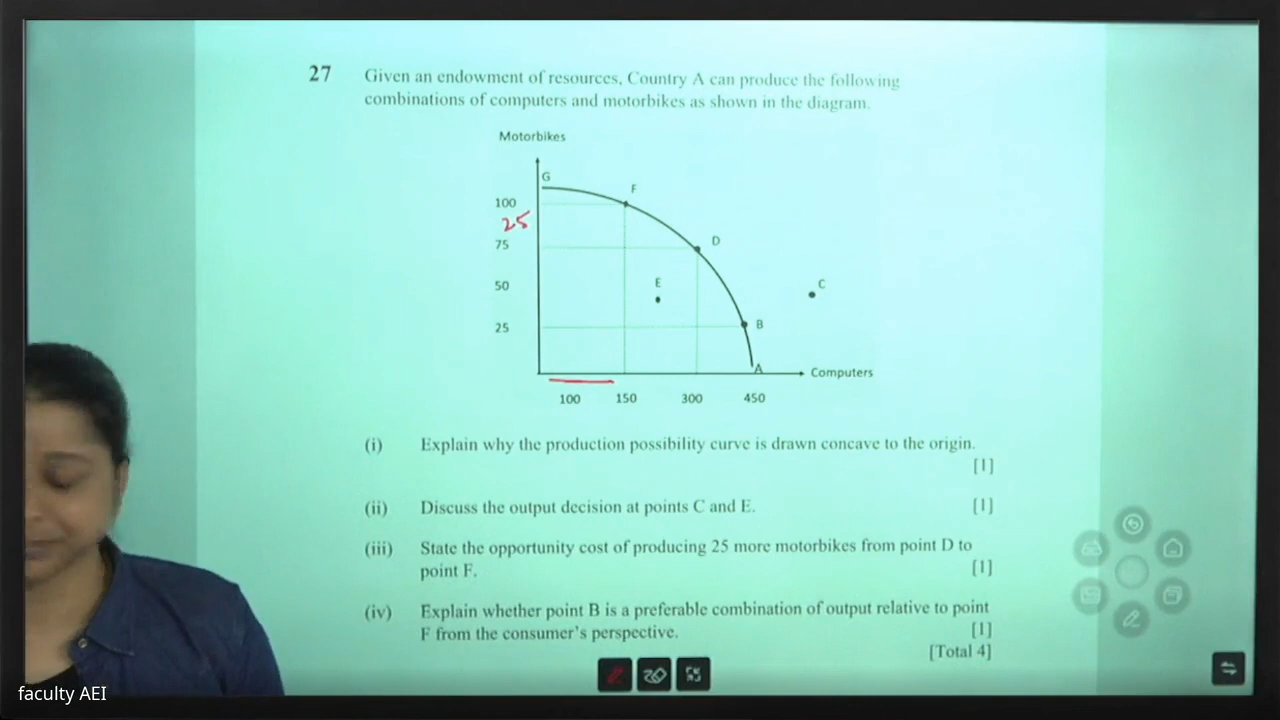 27 Given an endowment of resources, Country A can produce the following
combinations of computers and motorbikes as shown in the diagram.
Motorbikes
G
F
100
25
75
D
E
50
C
25
B
A
Computers
100 150 300 450
(i) Explain why the production possibility curve is drawn concave to the origin.
[1]
(ii) Discuss the output decision at points C and E. [1]
(iii) State the opportunity cost of producing 25 more motorbikes from point D to
point F. [1]
(iv) Explain whether point B is a preferable combination of output relative to point
F from the consumer's perspective. [1]
[Total 4]
faculty AEI